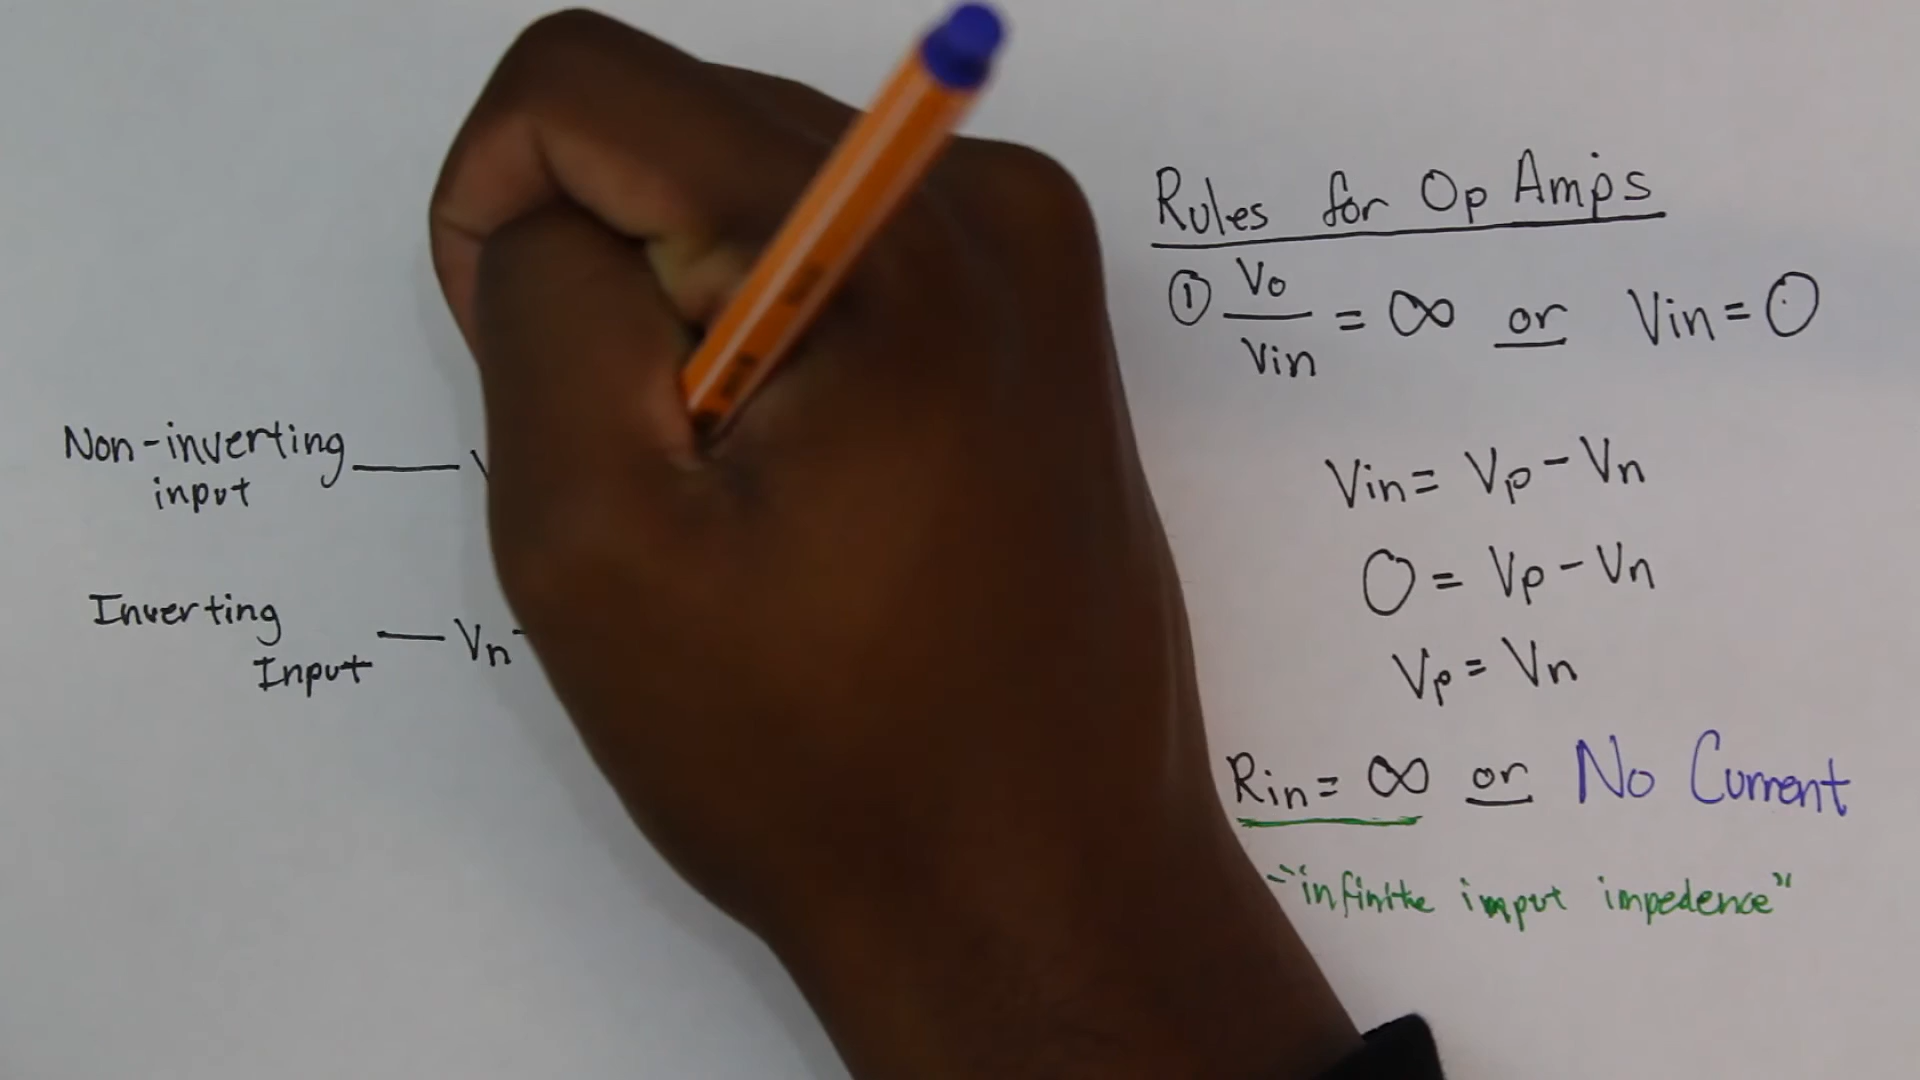 Rules for Op Amps
① Vo/Vin = ∞ or Vin = 0
Vin = Vp - Vn
0 = Vp - Vn
Vp = Vn
Rin = ∞ or No Current
- "infinite imput impedence"
Non-inverting
input
Inverting
Input — Vn